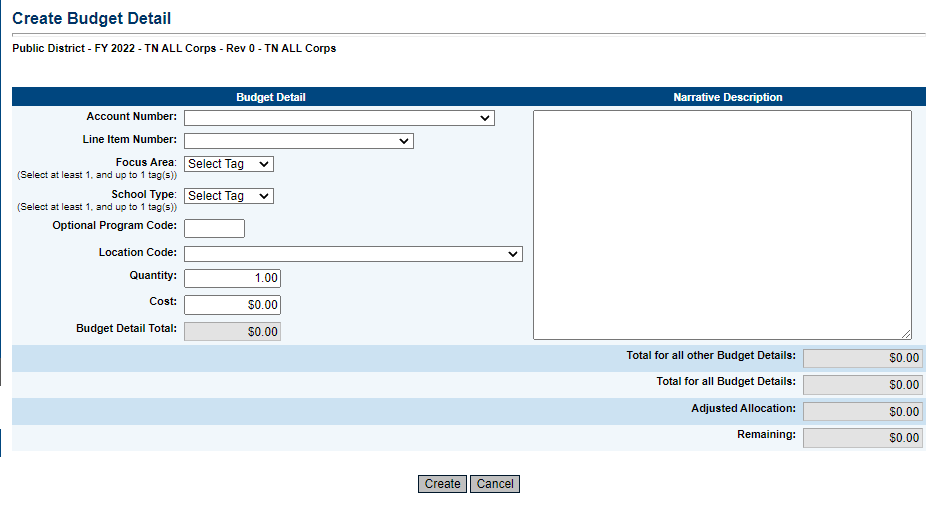 Create Budget Detail
Public District - FY 2022 - TN ALL Corps - Rev 0 - TN ALL Corps
Budget Detail
Narrative Description
Account Number:
Line Item Number:
Focus Area: Select Tag
(Select at least 1, and up to 1 tag(s))
School Type: Select Tag
(Select at least 1, and up to 1 tag(s))
Optional Program Code:
Location Code:
Quantity: 1.00
Cost: $0.00
Budget Detail Total: $0.00
Total for all other Budget Details: $0.00
Total for all Budget Details: $0.00
Adjusted Allocation: $0.00
Remaining: $0.00
Create Cancel